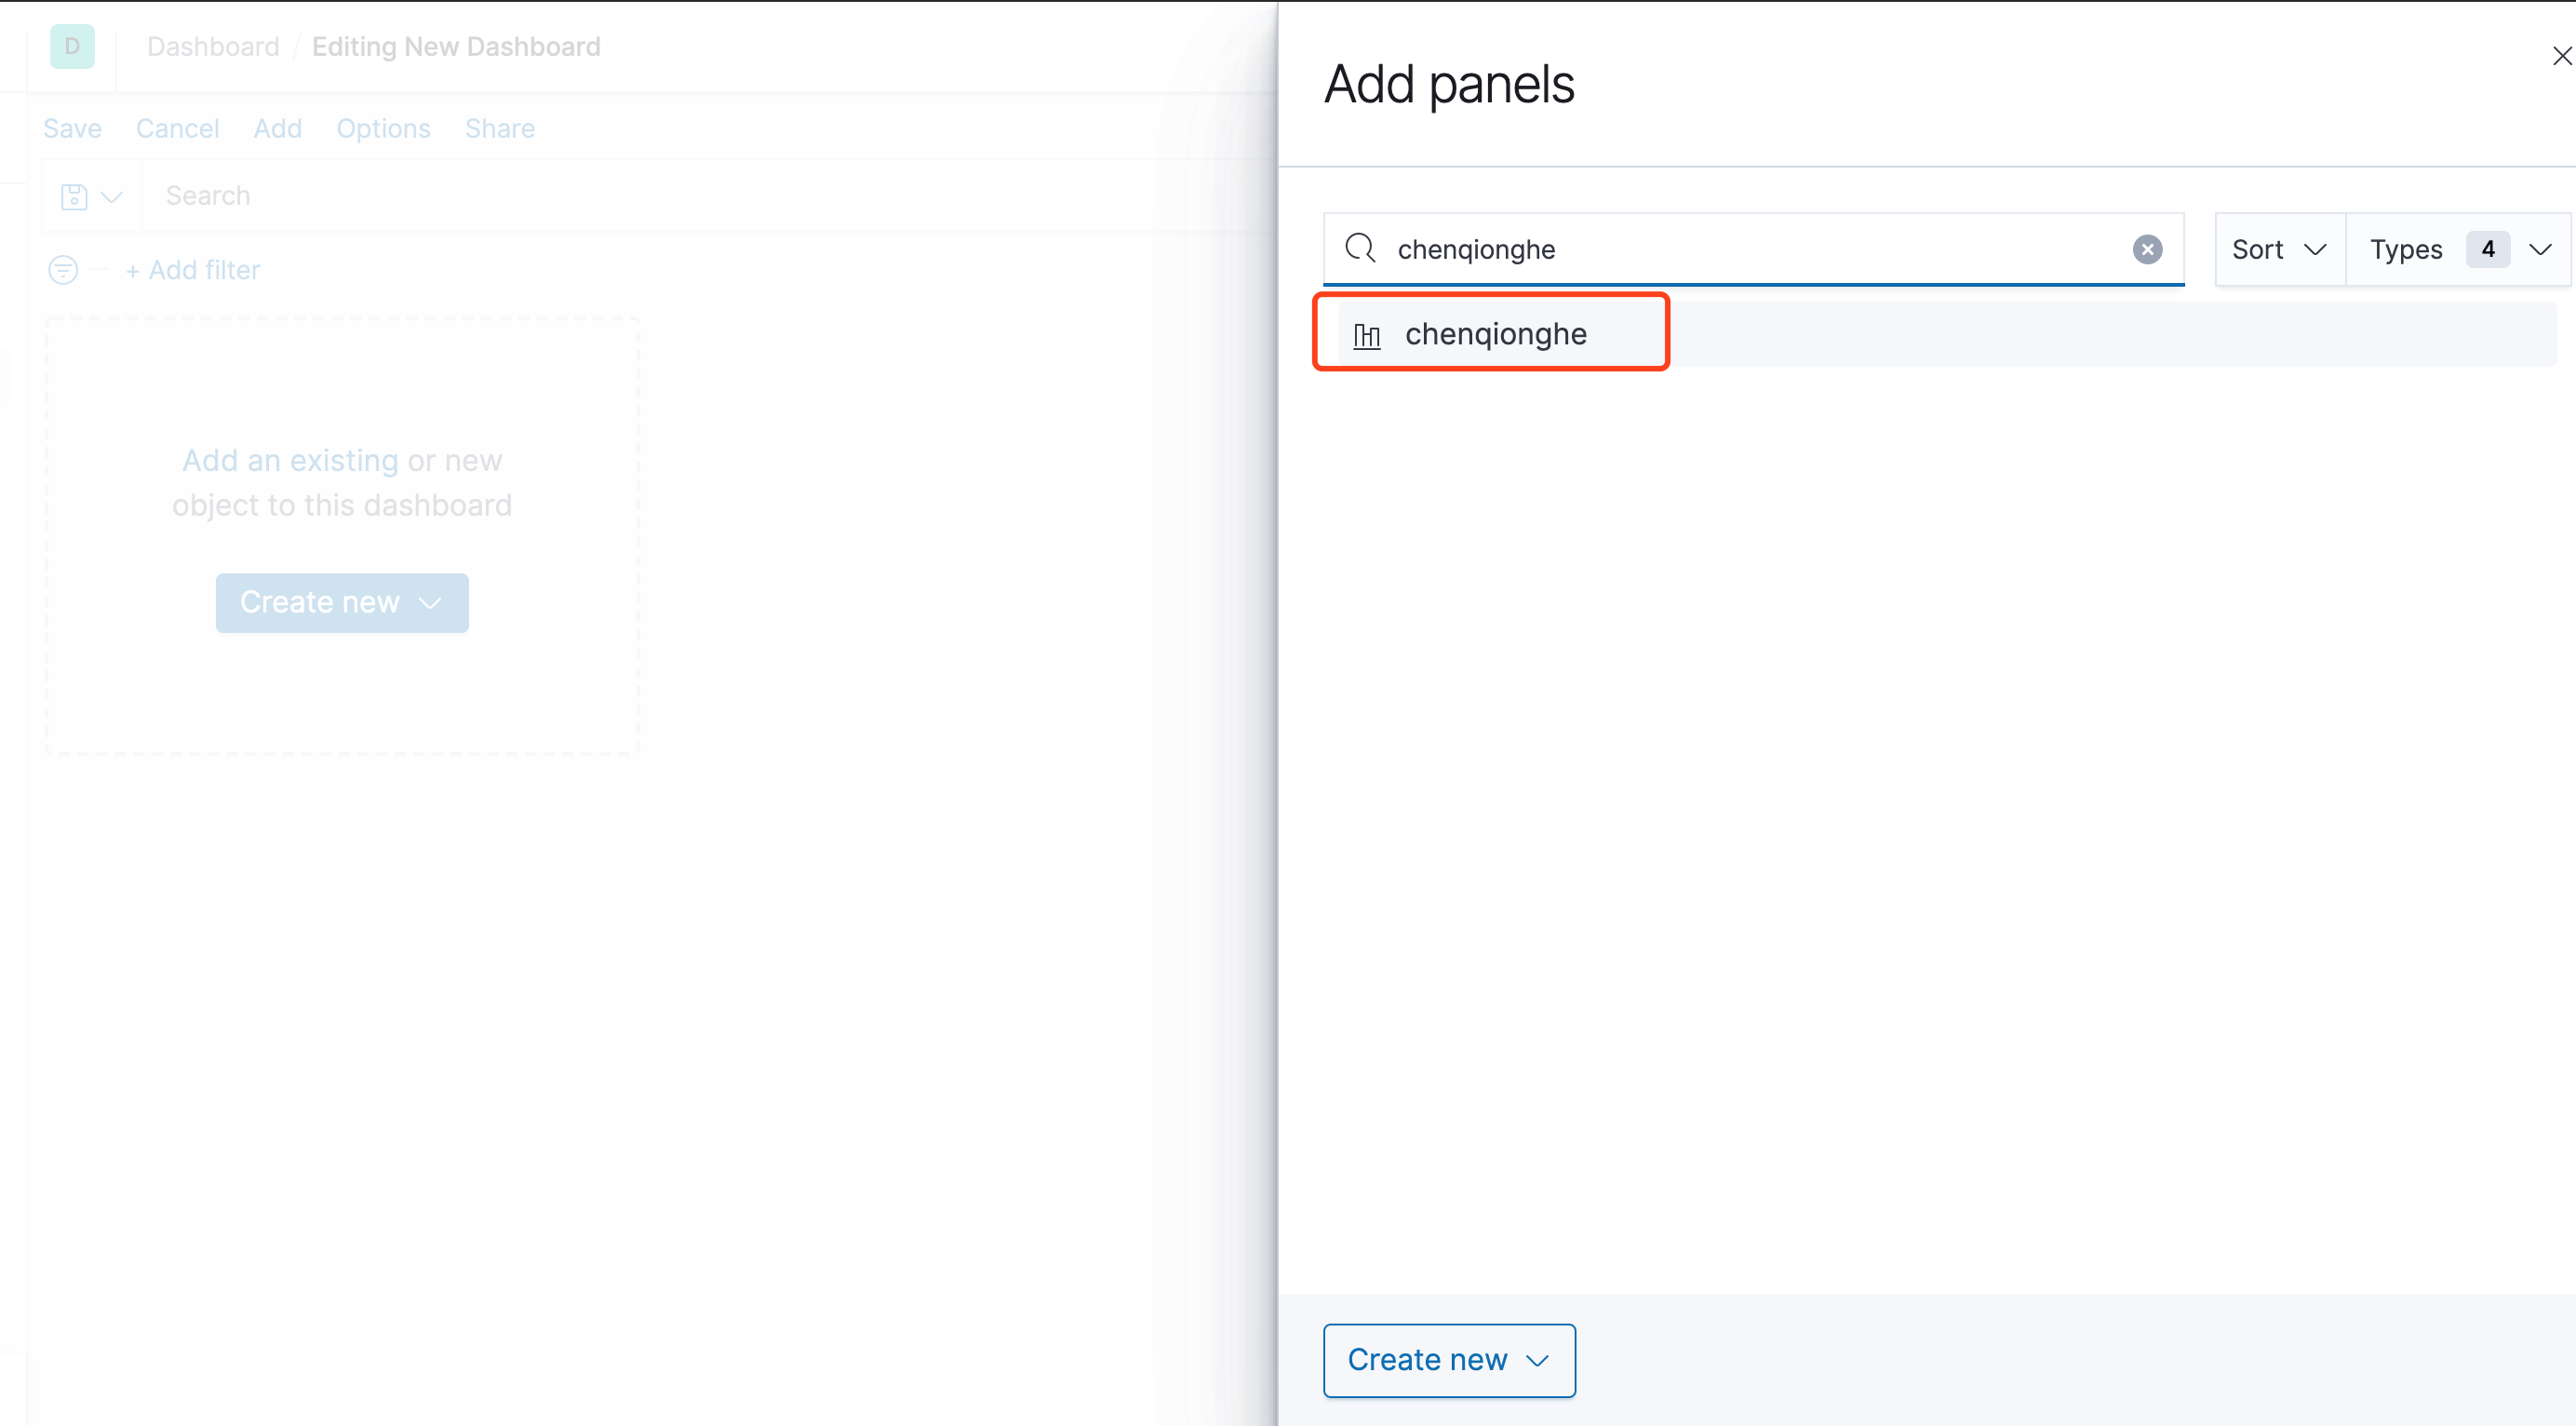 D
Dashboard / Editing New Dashboard
Save Cancel Add Options Share
Search
+ Add filter
Add an existing or new
object to this dashboard
Create new
Add panels
chenqionghe
Sort Types 4
chenqionghe
Create new